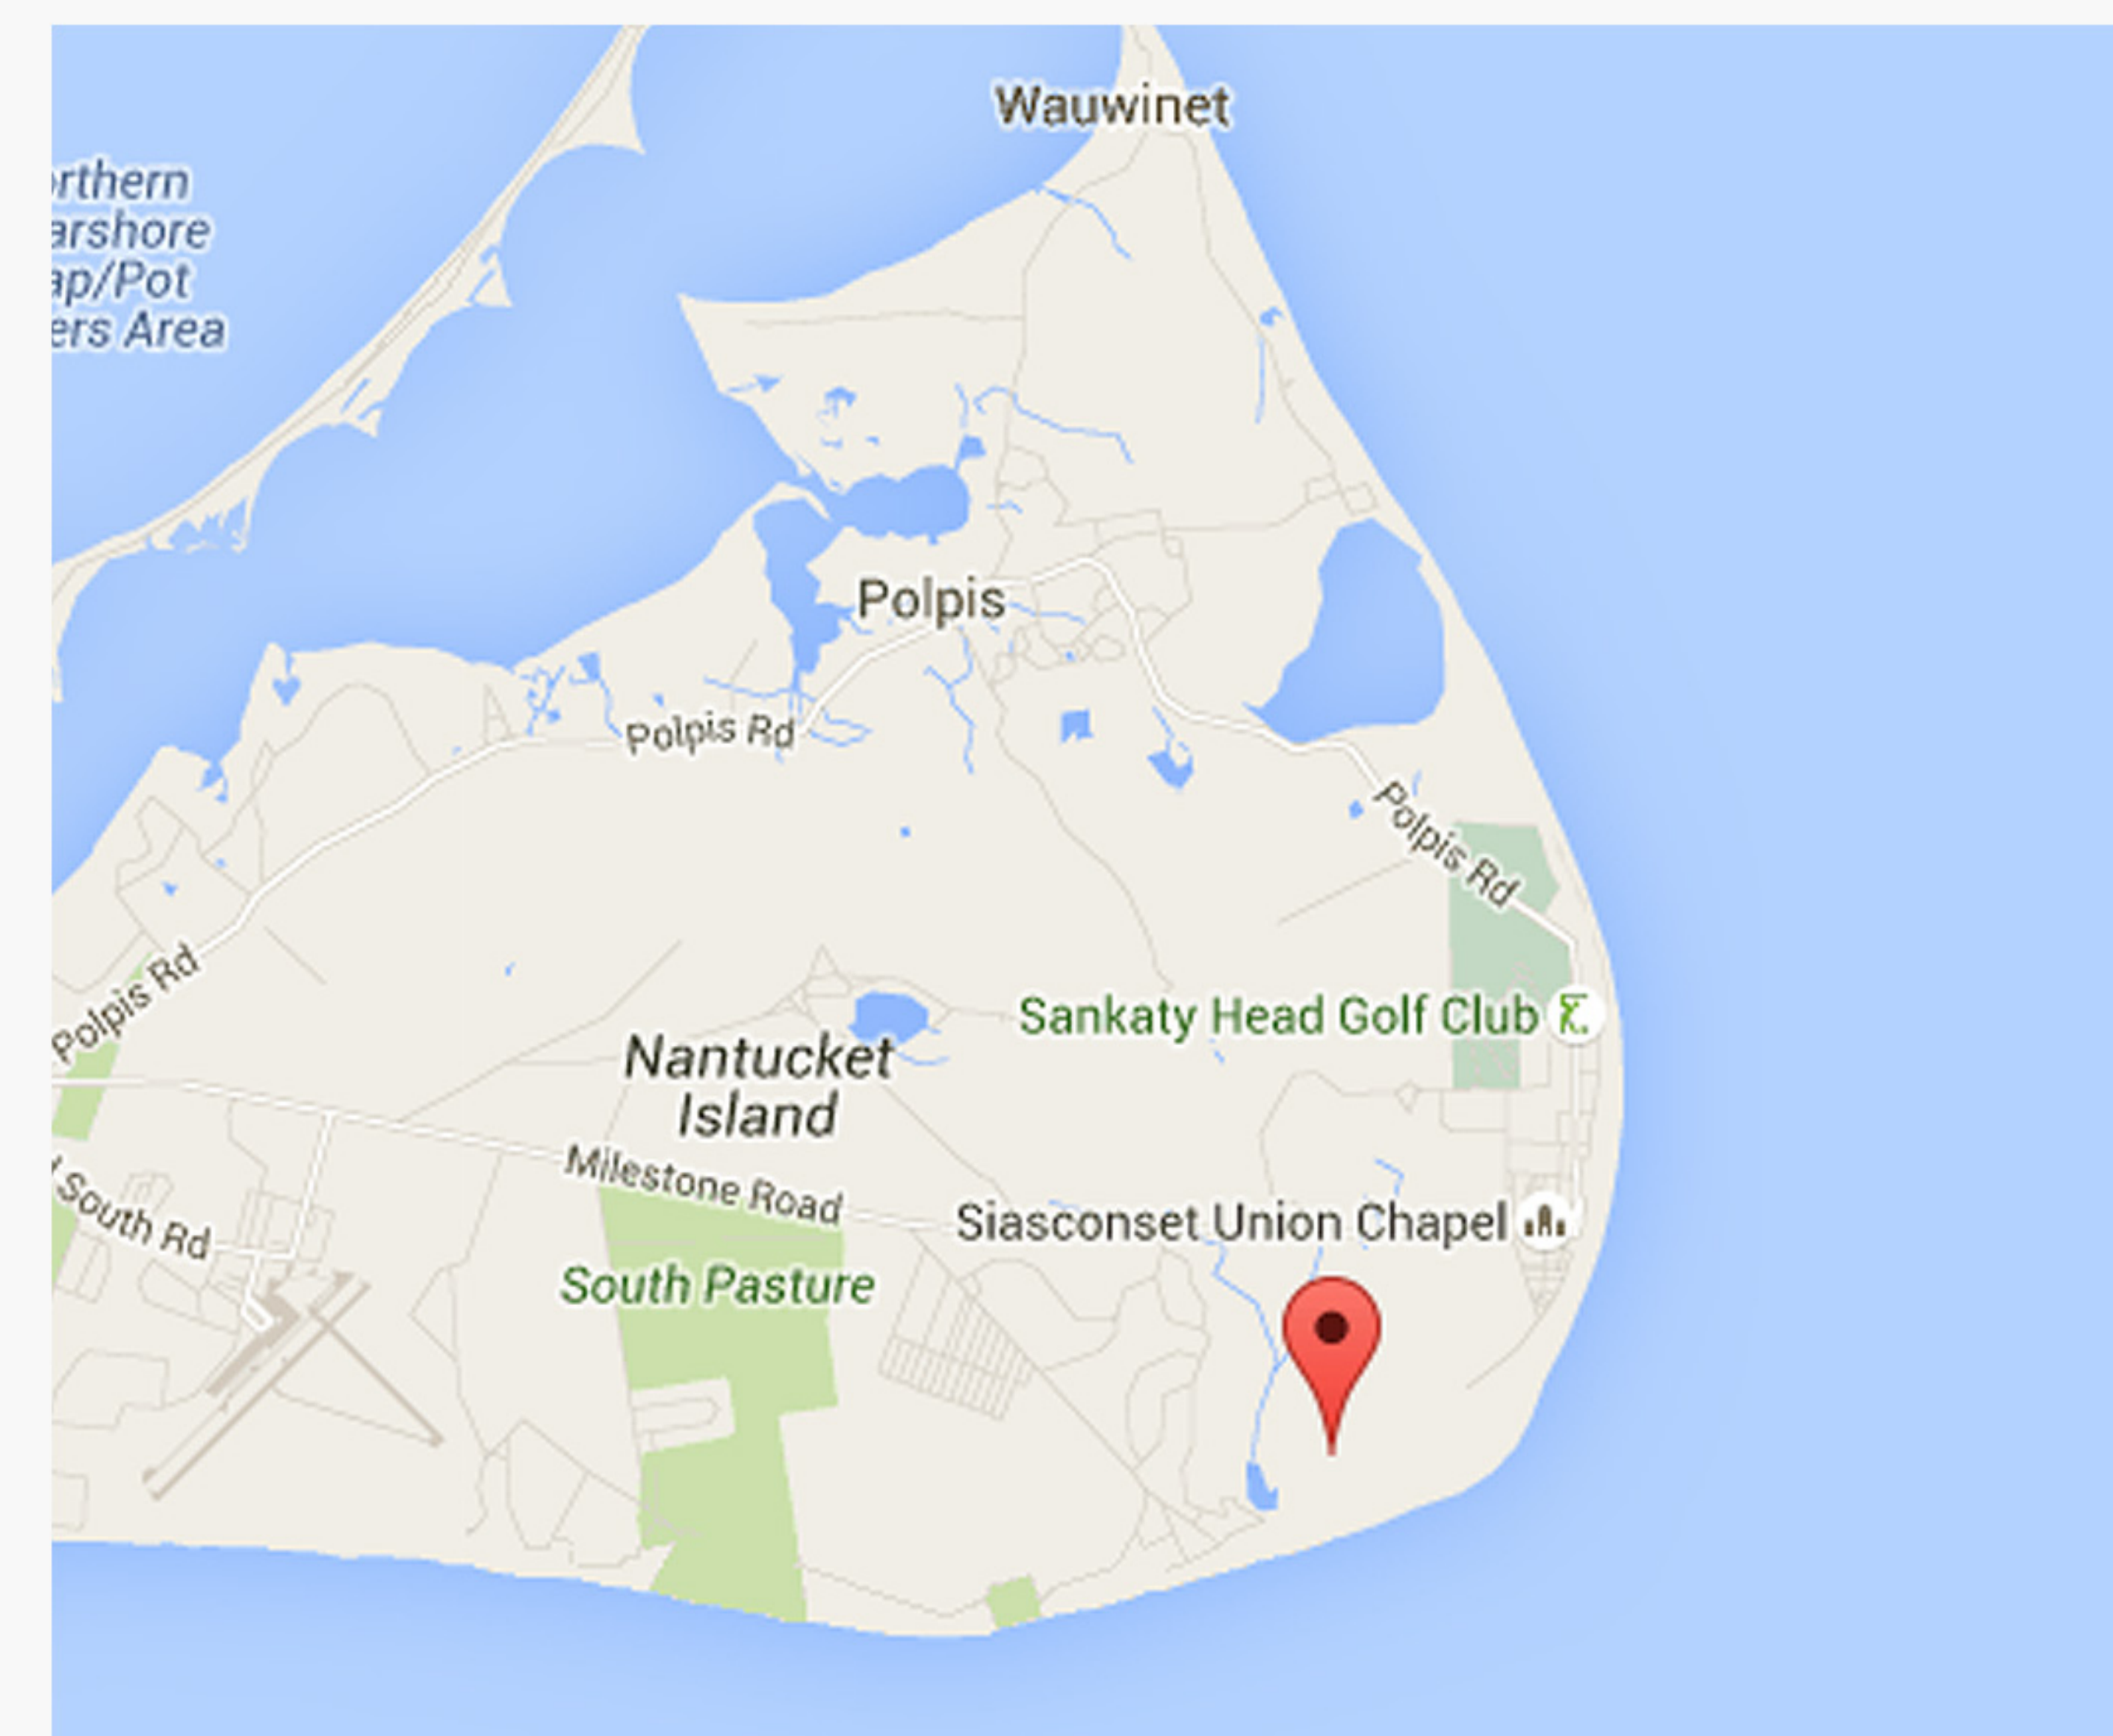 Wauwinet
orthern
arshore
ap/Pot
ers Area
Polpis
Polpis Rd
Polpis Rd
Polpis Rd
Sankaty Head Golf Club
Nantucket
Island
Milestone Road
South Rd
Siasconset Union Chapel
South Pasture